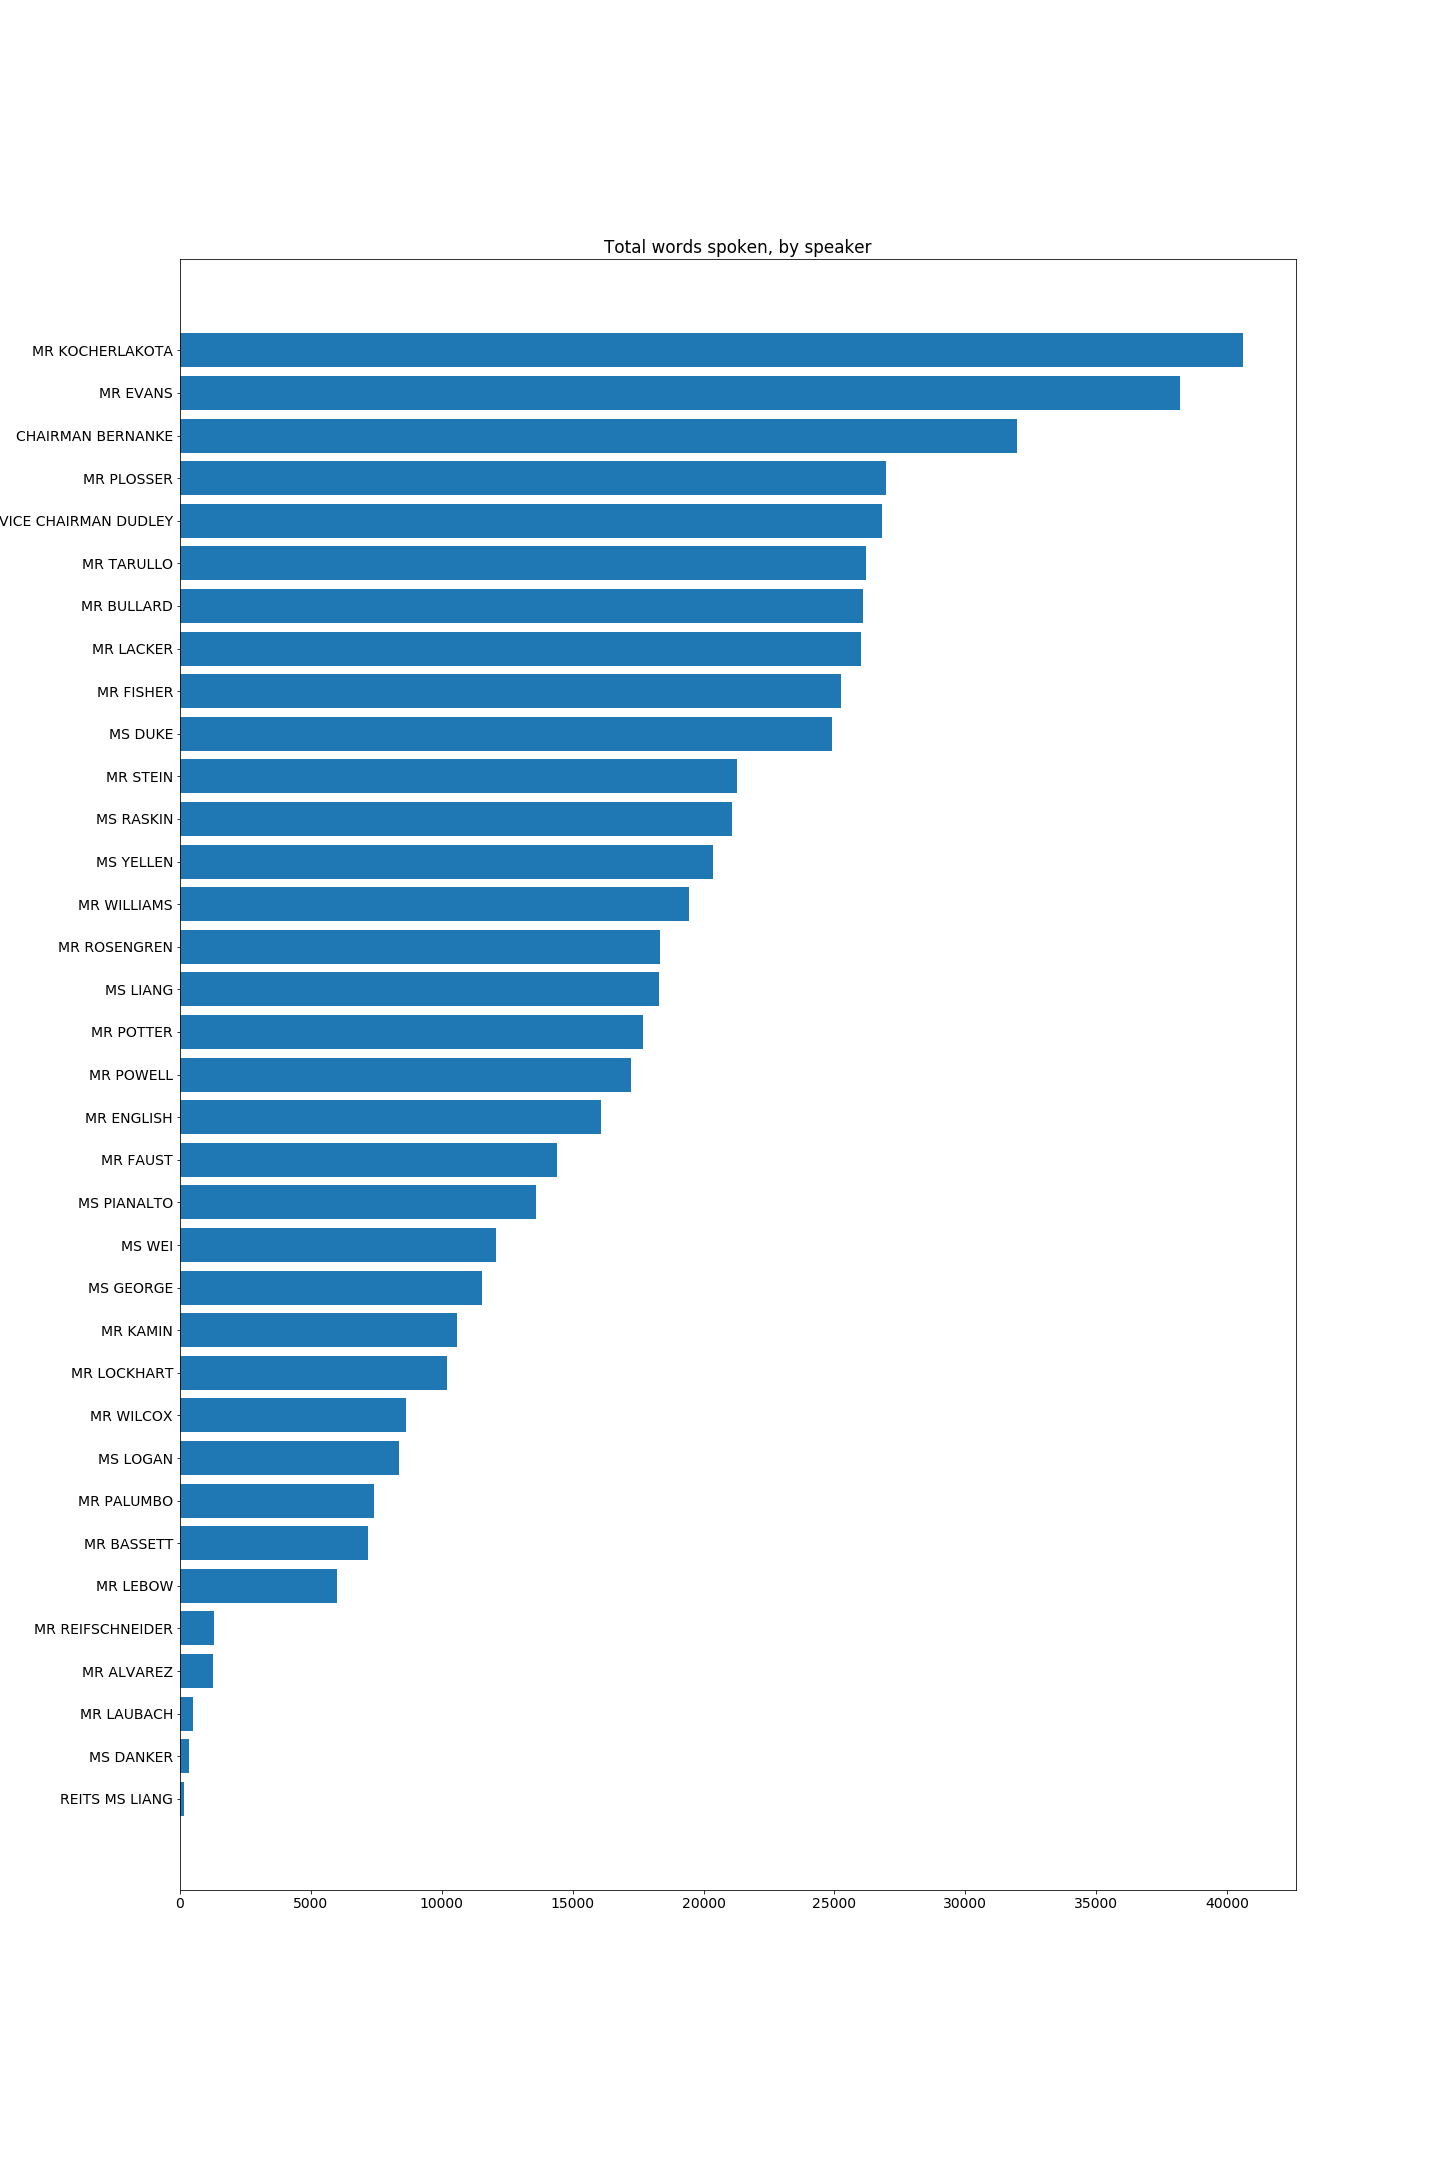 Total words spoken, by speaker
MR KOCHERLAKOTA
MR EVANS
CHAIRMAN BERNANKE
MR PLOSSER
VICE CHAIRMAN DUDLEY
MR TARULLO
MR BULLARD
MR LACKER
MR FISHER
MS DUKE
MR STEIN
MS RASKIN
MS YELLEN
MR WILLIAMS
MR ROSENGREN
MS LIANG
MR POTTER
MR POWELL
MR ENGLISH
MR FAUST
MS PIANALTO
MS WEI
MS GEORGE
MR KAMIN
MR LOCKHART
MR WILCOX
MS LOGAN
MR PALUMBO
MR BASSETT
MR LEBOW
MR REIFSCHNEIDER
MR ALVAREZ
MR LAUBACH
MS DANKER
REITS MS LIANG
0 5000 10000 15000 20000 25000 30000 35000 40000